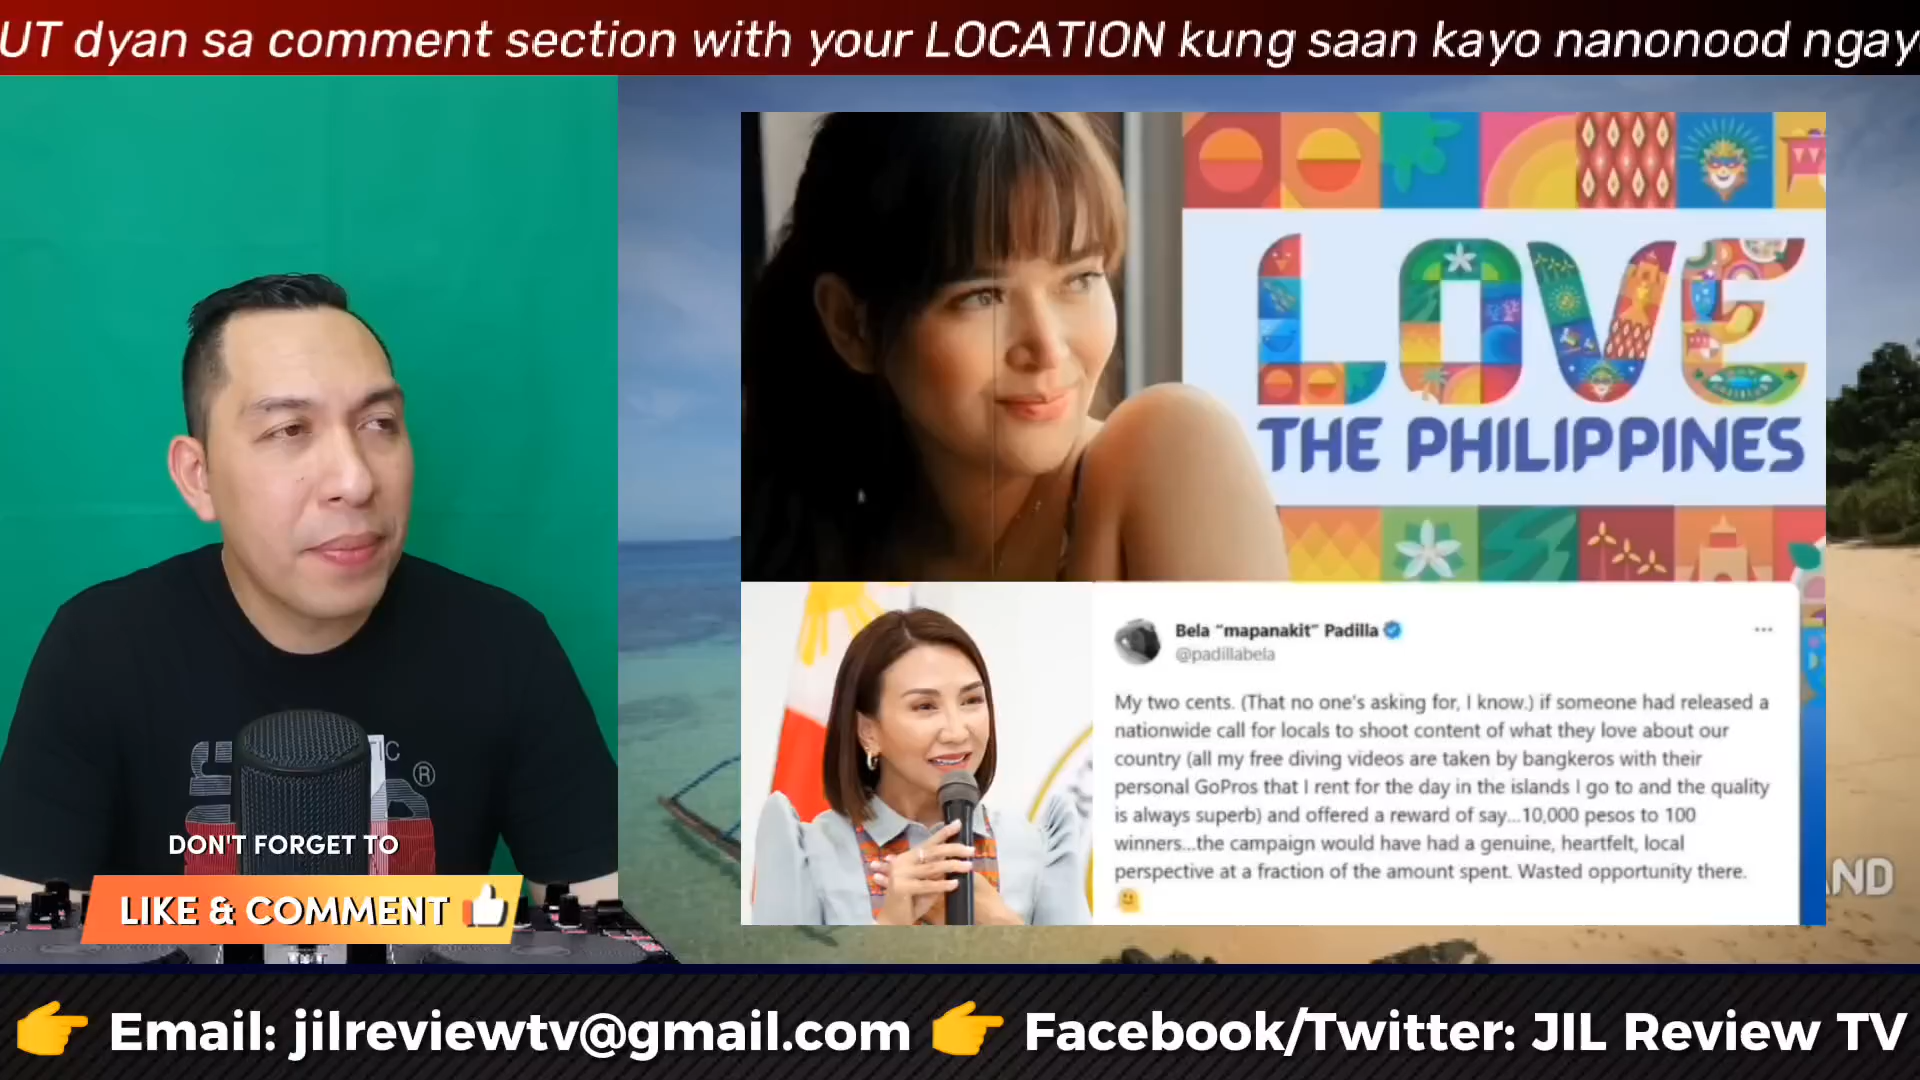 UT dyan sa comment section with your LOCATION kung saan kayo nanonood ngay
LOVE
THE PHILIPPINES
Bela "mapanakit" Padilla
@padillabela
My two cents. (That no one's asking for, I know.) if someone had released a
nationwide call for locals to shoot content of what they love about our
country (all my free diving videos are taken by bangkeros with their
personal GoPros that I rent for the day in the islands I go to and the quality
is always superb) and offered a reward of say...10,000 pesos to 100
winners...the campaign would have had a genuine, heartfelt, local
perspective at a fraction of the amount spent. Wasted opportunity there.
ND
TIC
®
DON'T FORGET TO
LIKE & COMMENT
Email: jilreviewtv@gmail.com
Facebook/Twitter: JIL Review TV